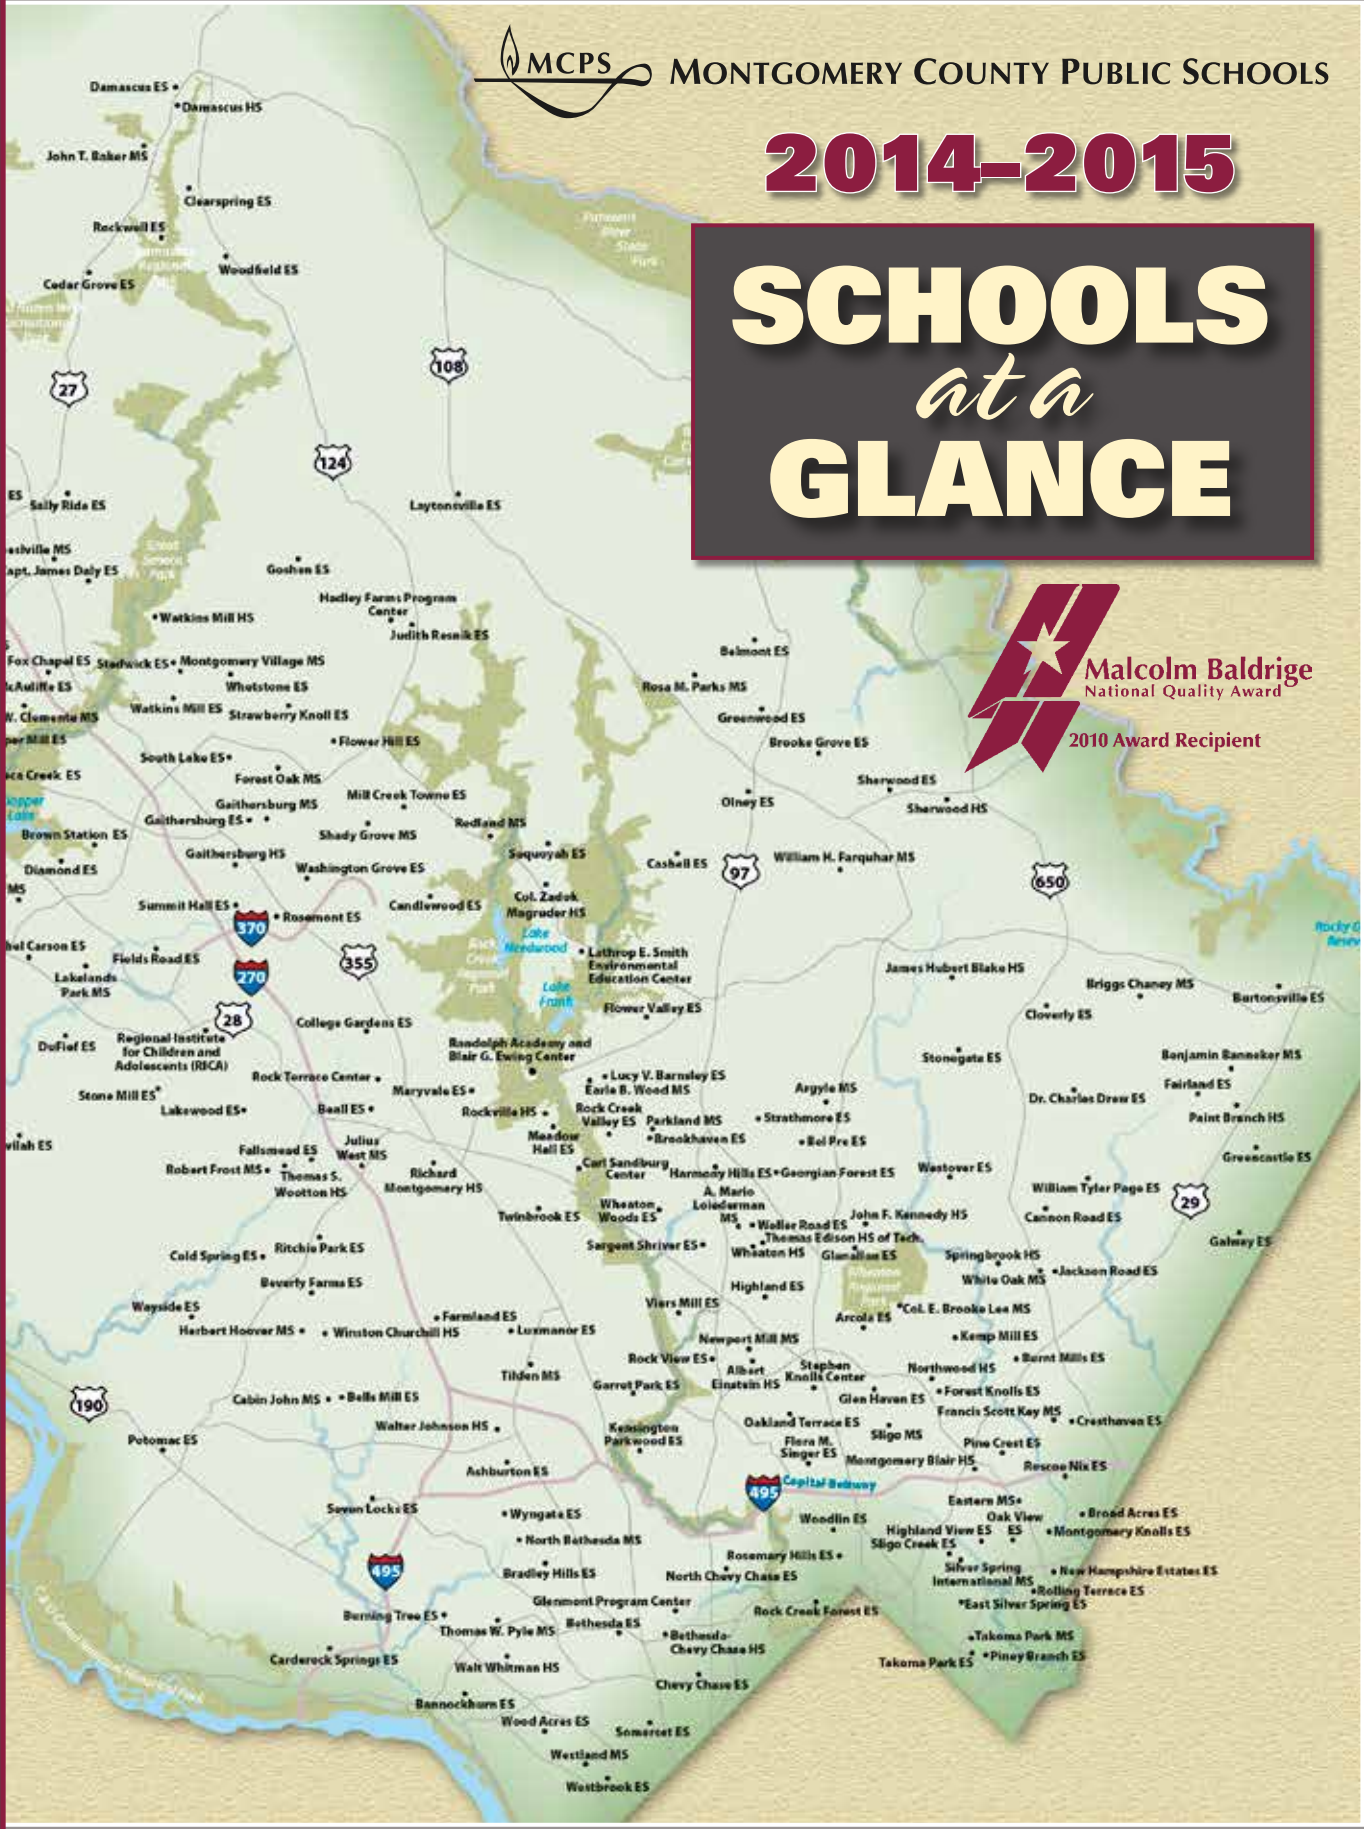 MCPS
MONTGOMERY COUNTY PUBLIC SCHOOLS
2014–2015
SCHOOLS
at a
GLANCE
Malcolm Baldrige
National Quality Award
2010 Award Recipient
Damascus ES
Damascus HS
John T. Baker MS
Clearspring ES
Rockwell ES
Woodfield ES
Cedar Grove ES
Patuxent
River
State
Park
27
108
124
ES
Sally Ride ES
Laytonsville ES
apt. James Daly ES
Goshen ES
Hadley Farms Program
Center
Judith Resnik ES
Watkins Mill HS
Fox Chapel ES
Stedwick ES
Montgomery Village MS
Whetstone ES
Watkins Mill ES
Strawberry Knoll ES
Flower Hill ES
South Lake ES
Forest Oak MS
Mill Creek Towne ES
Gaithersburg MS
Gaithersburg ES
Shady Grove MS
Redland MS
Brown Station ES
Gaithersburg HS
Washington Grove ES
Sequoyah ES
Diamond ES
MS
Summit Hall ES
Rosemont ES
Candlewood ES
Col. Zadok
Magruder HS
370
270
355
28
Lake
Needwood
Lake
Frank
Lathrop E. Smith
Environmental
Education Center
Flower Valley ES
Fields Road ES
Lakelands
Park MS
Belmont ES
Rosa M. Parks MS
Greenwood ES
Brooke Grove ES
Sherwood ES
Sherwood HS
Olney ES
Cashell ES
97
William H. Farquhar MS
650
James Hubert Blake HS
Briggs Chaney MS
Burtonsville ES
Cloverly ES
College Gardens ES
DuFief ES
Regional Institute
for Children and
Adolescents (RICA)
Randolph Academy and
Blair G. Ewing Center
Stonegate ES
Benjamin Banneker MS
Rock Terrace Center
Maryvale ES
Lucy V. Barnsley ES
Earle B. Wood MS
Argyle MS
Fairland ES
Dr. Charles Drew ES
Stone Mill ES
Lakewood ES
Beall ES
Rockville HS
Rock Creek
Valley ES
Parkland MS
Strathmore ES
Paint Branch HS
Brookhaven ES
Bel Pre ES
Meadow
Hall ES
Fallsmead ES
Julius
West MS
Greencastle ES
Robert Frost MS
Thomas S.
Wootton HS
Richard
Montgomery HS
Carl Sandburg
Center
Harmony Hills ES
Georgian Forest ES
Westover ES
William Tyler Page ES
29
A. Mario
Loiederman
MS
Twinbrook ES
Wheaton
Woods ES
Weller Road ES
John F. Kennedy HS
Cannon Road ES
Thomas Edison HS of Tech.
Galway ES
Sargent Shriver ES
Wheaton HS
Glenallan ES
Springbrook HS
Cold Spring ES
Ritchie Park ES
White Oak MS
Jackson Road ES
Beverly Farms ES
Highland ES
Viers Mill ES
Col. E. Brooke Lee MS
Arcola ES
Wayside ES
Farmland ES
Herbert Hoover MS
Winston Churchill HS
Luxmanor ES
Newport Mill MS
Kemp Mill ES
Rock View ES
Albert
Einstein HS
Stephen
Knolls Center
Northwood HS
Burnt Mills ES
Tilden MS
Garret Park ES
Glen Haven ES
Forest Knolls ES
190
Cabin John MS
Bells Mill ES
Francis Scott Key MS
Cresthaven ES
Walter Johnson HS
Kensington
Parkwood ES
Oakland Terrace ES
Sligo MS
Potomac ES
Flora M.
Singer ES
Pine Crest ES
Montgomery Blair HS
Roscoe Nix ES
Ashburton ES
495
Capital Beltway
Seven Locks ES
Wyngate ES
Woodlin ES
Eastern MS
Oak View
ES
Broad Acres ES
Highland View ES
Montgomery Knolls ES
North Bethesda MS
Sligo Creek ES
Rosemary Hills ES
495
Bradley Hills ES
North Chevy Chase ES
Silver Spring
International MS
New Hampshire Estates ES
Rolling Terrace ES
Glenmont Program Center
Rock Creek Forest ES
East Silver Spring ES
Burning Tree ES
Thomas W. Pyle MS
Bethesda ES
Bethesda-
Chevy Chase HS
Takoma Park MS
Takoma Park ES
Piney Branch ES
Carderock Springs ES
Walt Whitman HS
Chevy Chase ES
Bannockburn ES
Wood Acres ES
Somerset ES
Westland MS
Westbrook ES